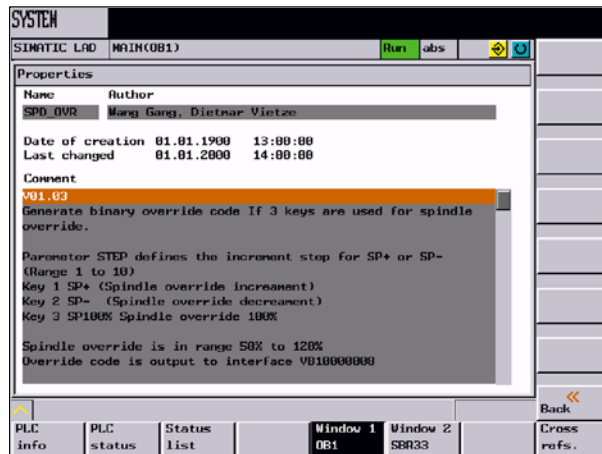 SYSTEM
SIMATIC LAD MAIN(OB1) Run abs
Properties
Name Author
SPD_OVR Wang Gang, Dietmar Vietze
Date of creation 01.01.1900 13:00:00
Last changed 01.01.2000 14:00:00
Comment
V01.03
Generate binary override code If 3 keys are used for spindle
override.
Parameter STEP defines the increment step for SP+ or SP-
(Range 1 to 10)
Key 1 SP+ (Spindle override increament)
Key 2 SP- (Spindle override decreament)
Key 3 SP100% Spindle override 100%
Spindle override is in range 50% to 120%
Override code is output to interface VB10000008
Back
PLC info
PLC status
Status list
Window 1 OB1
Window 2 SBR33
Cross refs.